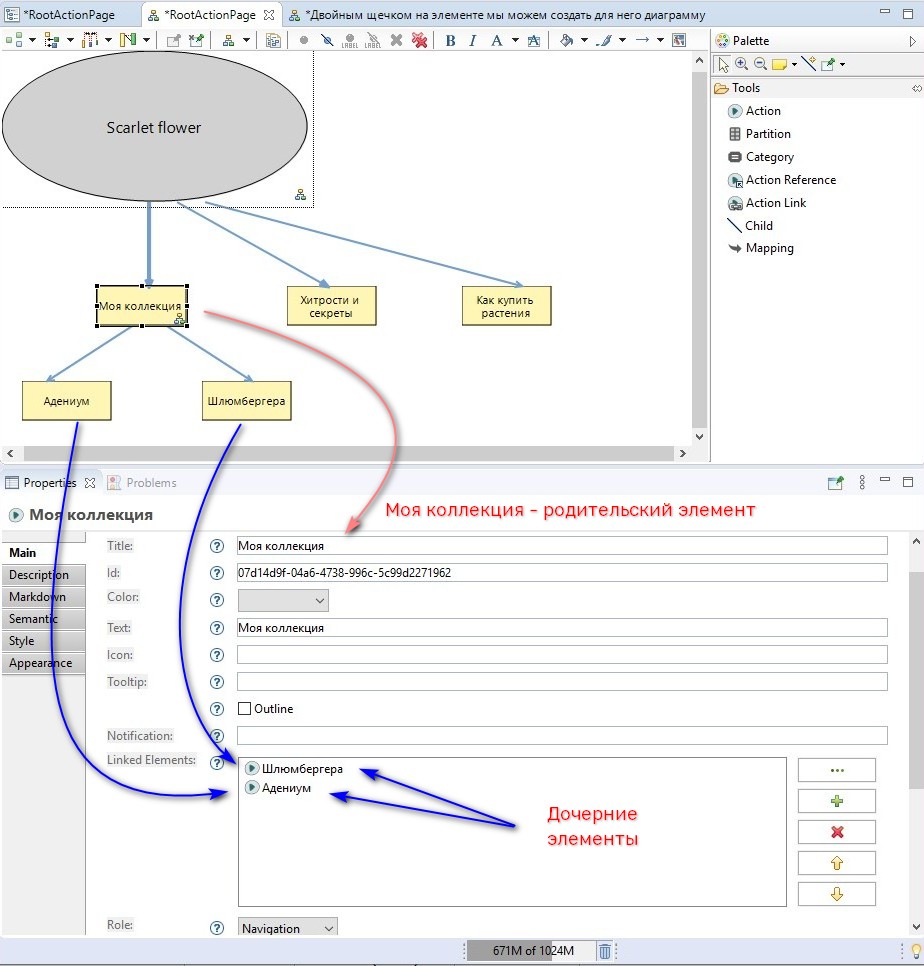 *RootActionPage
*RootActionPage
*Двойным щечком на элементе мы можем создать для него диаграмму
LABEL LABEL
B I A A
Palette
Tools
Action
Partition
Category
Action Reference
Action Link
Child
Mapping
Scarlet flower
Моя коллекция
Хитрости и
секреты
Как купить
растения
Адениум
Шлюмбергера
Properties
Problems
Моя коллекция
Моя коллекция - родительский элемент
Main
Description
Markdown
Semantic
Style
Appearance
Title:
Моя коллекция
Id:
07d14d9f-04a6-4738-996c-5c99d2271962
Color:
Text:
Моя коллекция
Icon:
Tooltip:
Outline
Notification:
Linked Elements:
Шлюмбергера
Адениум
Дочерние
элементы
Role:
Navigation
671M of 1024M